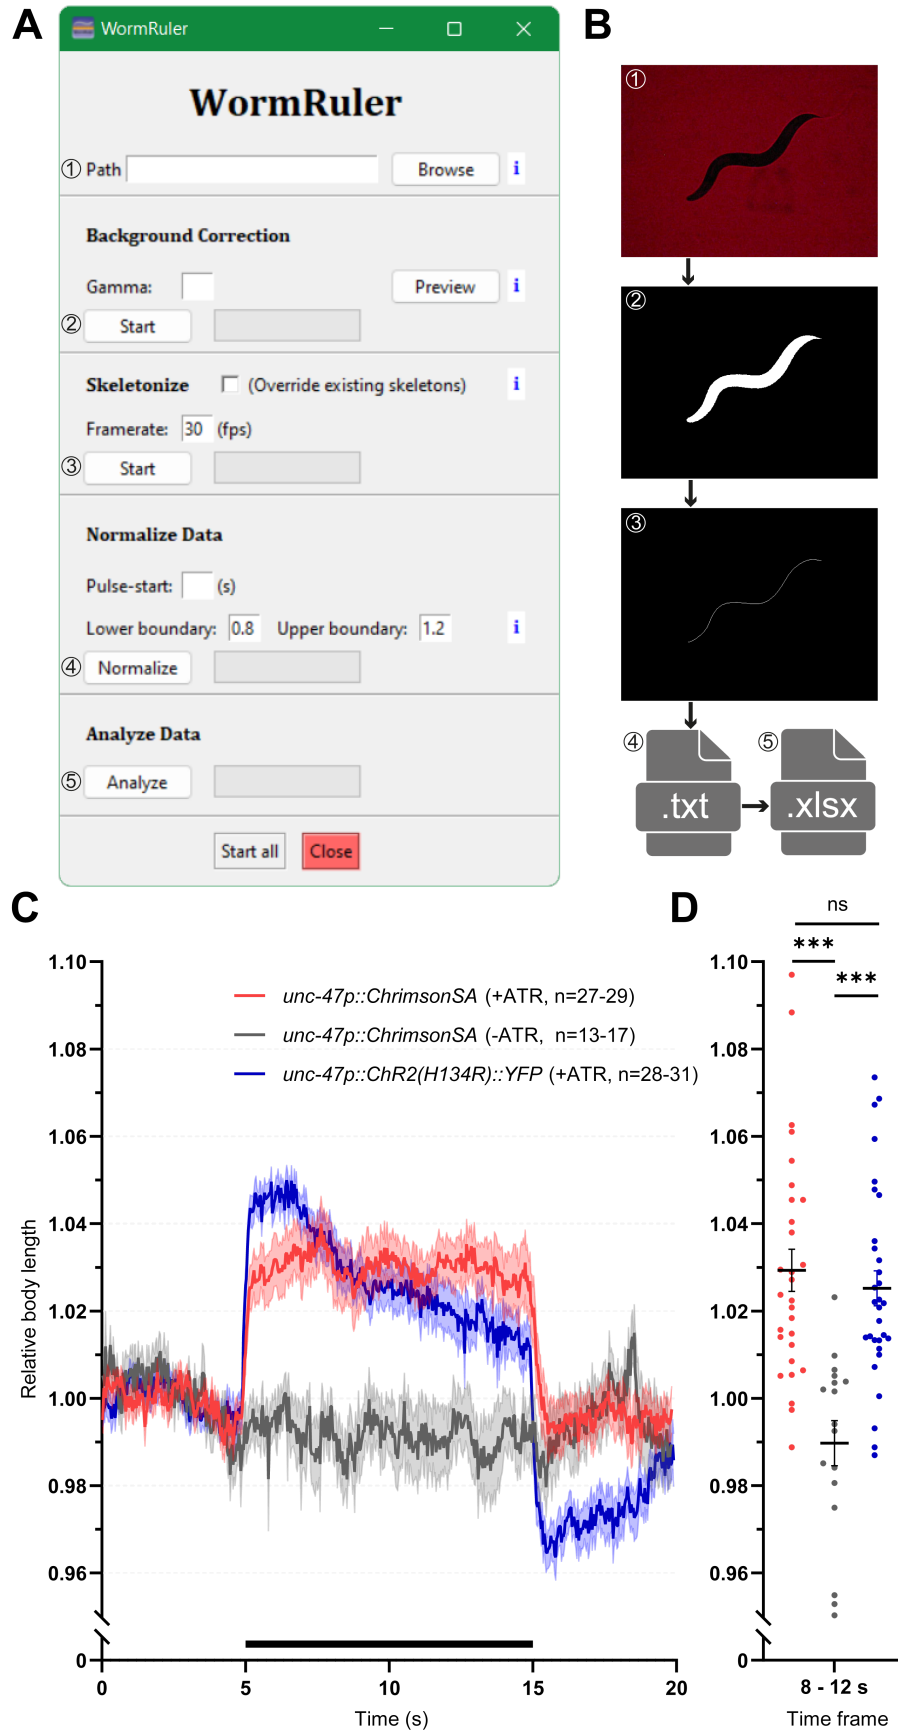 A
WormRuler
WormRuler
① Path Browse i
Background Correction
Gamma: Preview i
② Start
Skeletonize (Override existing skeletons) i
Framerate: 30 (fps)
③ Start
Normalize Data
Pulse-start: (s)
Lower boundary: 0.8 Upper boundary: 1.2 i
④ Normalize
Analyze Data
⑤ Analyze
Start all Close
B
①
②
③
④ ⑤
.txt .xlsx
C
unc-47p::ChrimsonSA (+ATR, n=27-29)
unc-47p::ChrimsonSA (-ATR, n=13-17)
unc-47p::ChR2(H134R)::YFP (+ATR, n=28-31)
Relative body length
1.10
1.08
1.06
1.04
1.02
1.00
0.98
0.96
0
0 5 10 15 20
Time (s)
D
ns
***
***
1.10
1.08
1.06
1.04
1.02
1.00
0.98
0.96
0
8 - 12 s
Time frame